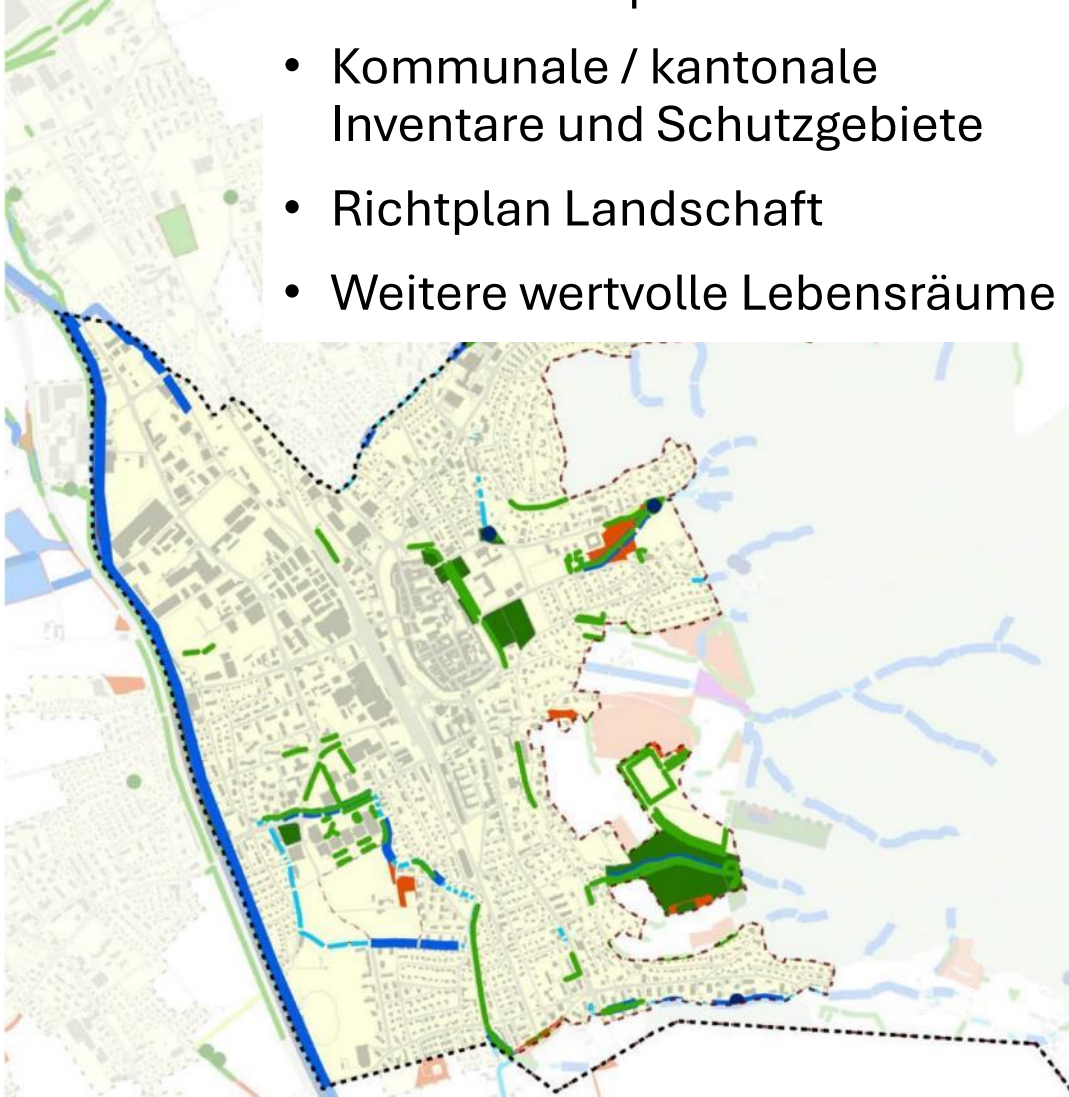 • Kommunale / kantonale
Inventare und Schutzgebiete
• Richtplan Landschaft
• Weitere wertvolle Lebensräume